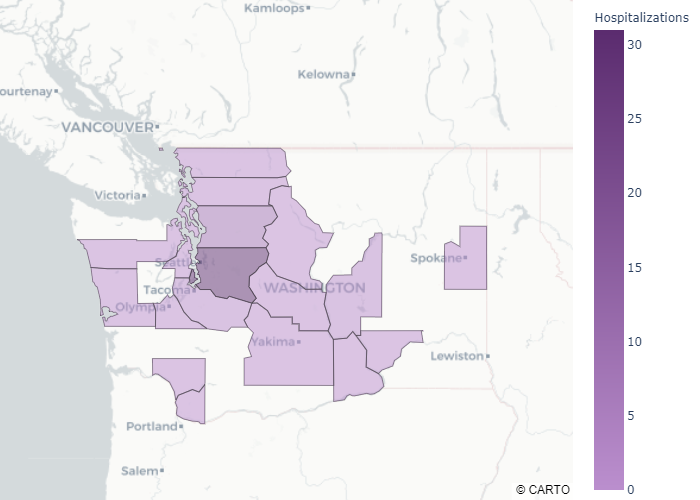 Hospitalizations
Kamloops
30
Kelowna
ourtenay
25
VANCOUVER
Victoria
20
Seattle
Spokane
15
Tacoma
WASHINGTON
Olympia
10
Yakima
Lewiston
5
Portland
Salem
© CARTO
0